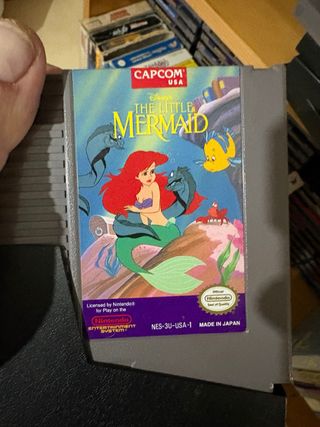 CAPCOM
USA
Disney's
THE LITTLE
MERMAID
Licensed by Nintendo®
for Play on the
Nintendo
ENTERTAINMENT
SYSTEM®
NES-3U-USA-1
MADE IN JAPAN
Official
Nintendo
Seal of Quality